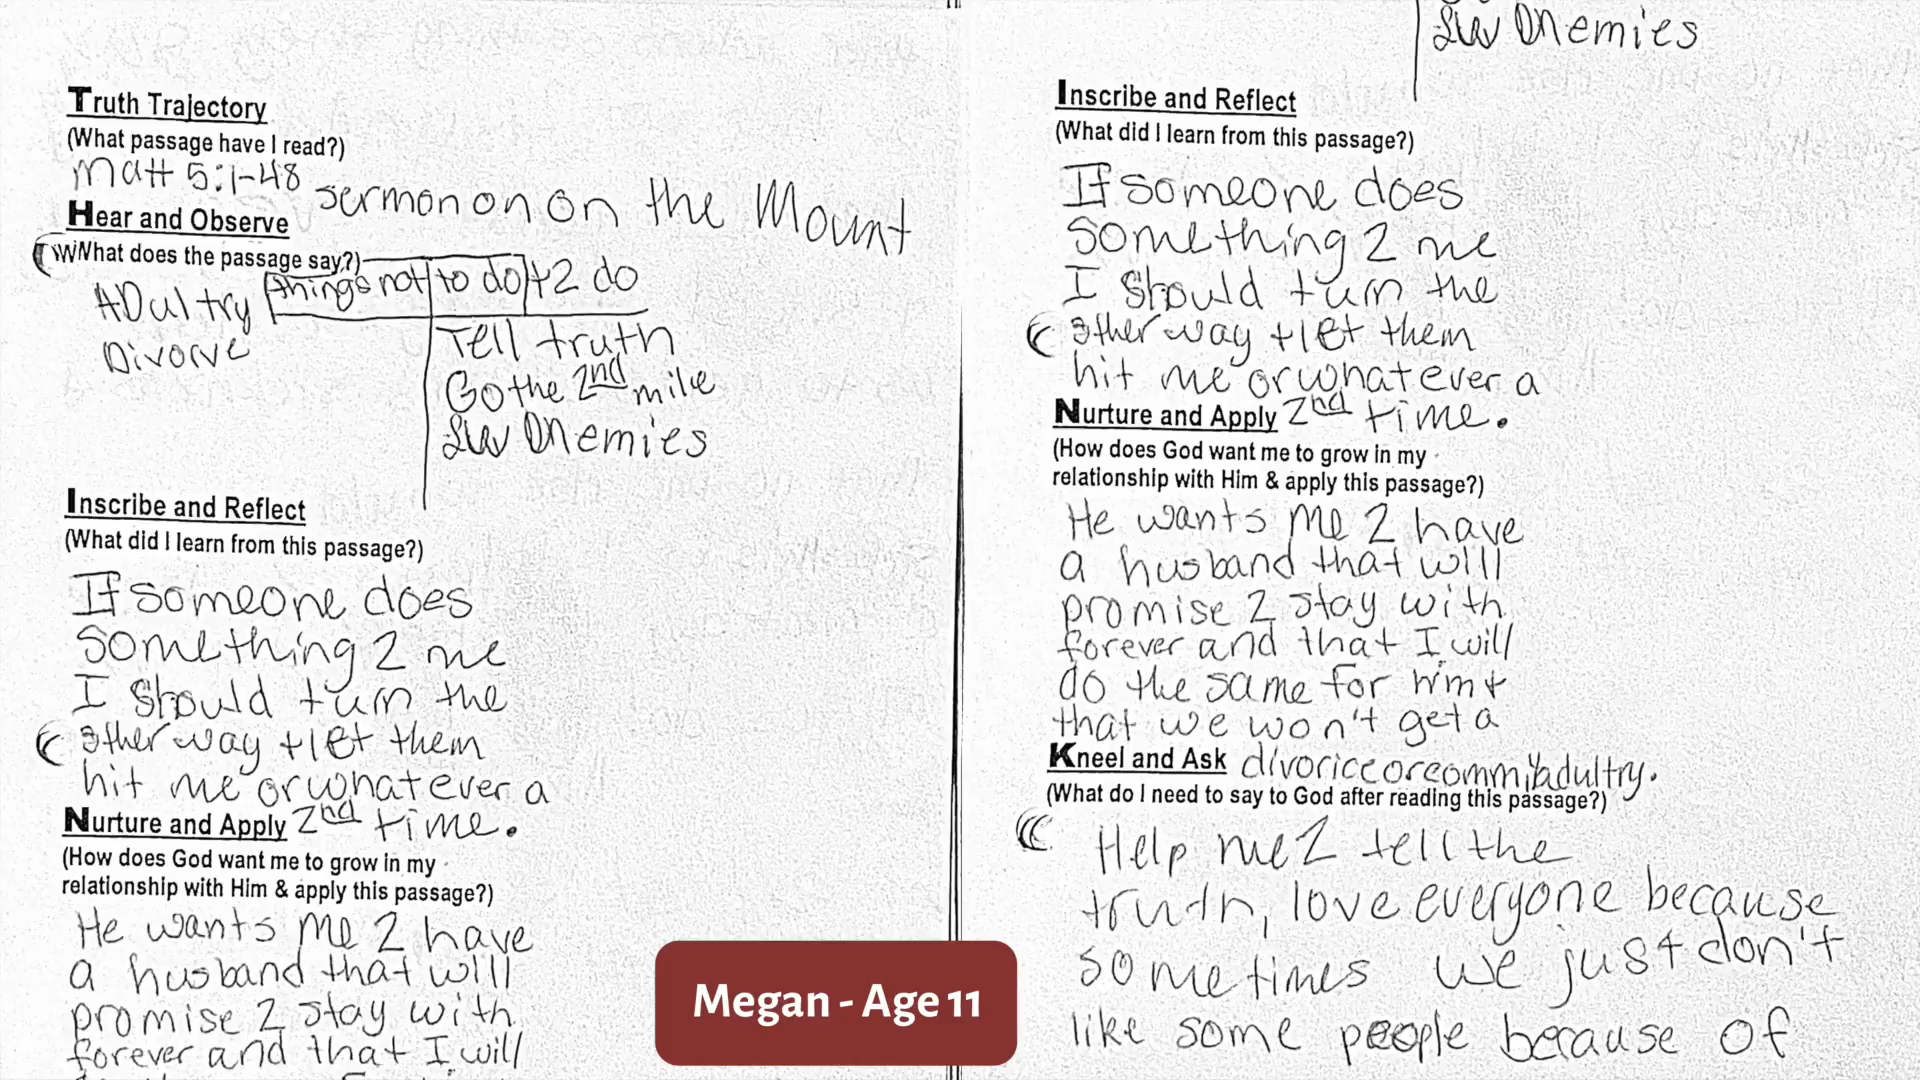 Truth Trajectory
(What passage have I read?)
Matt 5:1-48 sermon on on the Mount
Hear and Observe
(What does the passage say?)
things not to do + 2 do
ADultry
Divorve
Tell truth
Go the 2nd mile
Luv Enemies
Inscribe and Reflect
(What did I learn from this passage?)
If someone does
something 2 me
I should turn the
other way + let them
hit me or whatever a
Nurture and Apply 2nd time.
(How does God want me to grow in my
relationship with Him & apply this passage?)
He wants me 2 have
a husband that will
promise 2 stay with
forever and that I will
Luv Enemies
Inscribe and Reflect
(What did I learn from this passage?)
If someone does
something 2 me
I should turn the
other way + let them
hit me or whatever a
Nurture and Apply 2nd time.
(How does God want me to grow in my
relationship with Him & apply this passage?)
He wants me 2 have
a husband that will
promise 2 stay with
forever and that I will
do the same for him +
that we won't get a
Kneel and Ask divorice or commit adultry.
(What do I need to say to God after reading this passage?)
Help me 2 tell the
truth, love everyone because
sometimes we just don't
like some people because of
Megan - Age 11